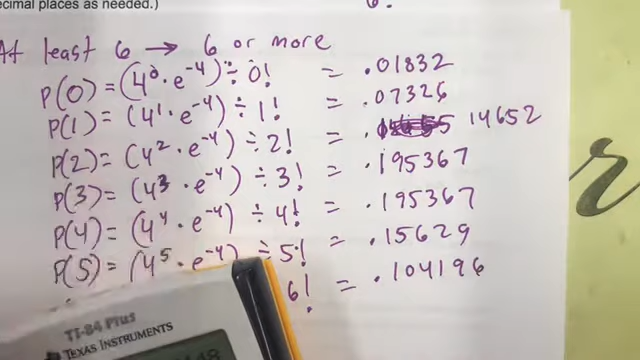 ecimal places as needed.)
6.
At least 6 → 6 or more
P(0) = (4⁰ · e⁻⁴) ÷ 0! = .01832
P(1) = (4¹ · e⁻⁴) ÷ 1! = .07326
P(2) = (4² · e⁻⁴) ÷ 2! = . 14652
P(3) = (4³ · e⁻⁴) ÷ 3! = .195367
P(4) = (4⁴ · e⁻⁴) ÷ 4! = .195367
P(5) = (4⁵ · e⁻⁴) ÷ 5! = .15629
6! = .104196
TI-84 Plus
TEXAS INSTRUMENTS